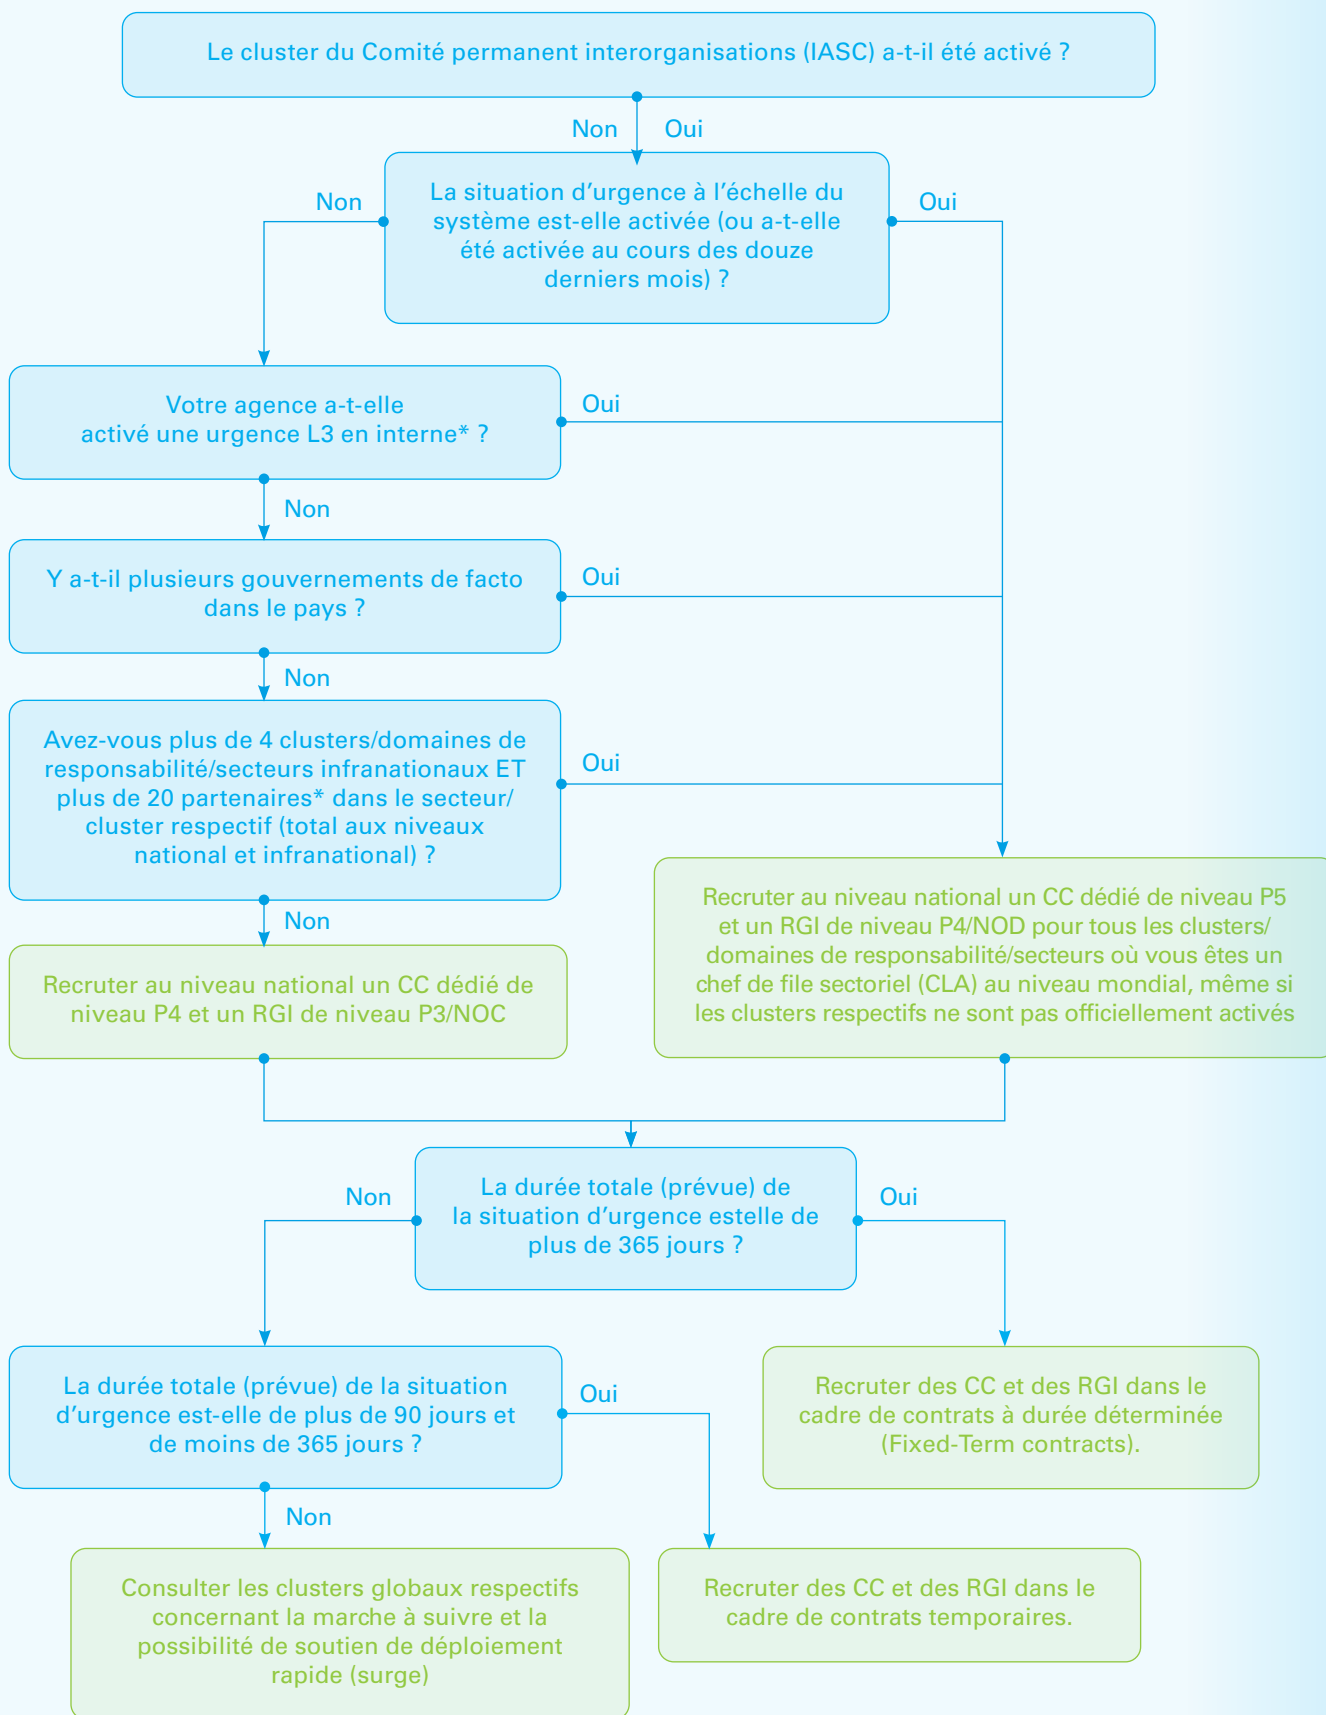 Le cluster du Comité permanent interorganisations (IASC) a-t-il été activé ?
Non
Oui
La situation d'urgence à l'échelle du
système est-elle activée (ou a-t-elle
été activée au cours des douze
derniers mois) ?
Non
Oui
Votre agence a-t-elle
activé une urgence L3 en interne* ?
Oui
Non
Y a-t-il plusieurs gouvernements de facto
dans le pays ?
Oui
Non
Avez-vous plus de 4 clusters/domaines de
responsabilité/secteurs infranationaux ET
plus de 20 partenaires* dans le secteur/
cluster respectif (total aux niveaux
national et infranational) ?
Oui
Non
Recruter au niveau national un CC dédié de
niveau P4 et un RGI de niveau P3/NOC
Recruter au niveau national un CC dédié de niveau P5
et un RGI de niveau P4/NOD pour tous les clusters/
domaines de responsabilité/secteurs où vous êtes un
chef de file sectoriel (CLA) au niveau mondial, même si
les clusters respectifs ne sont pas officiellement activés
La durée totale (prévue) de
la situation d'urgence estelle de
plus de 365 jours ?
Non
Oui
La durée totale (prévue) de la situation
d'urgence est-elle de plus de 90 jours et
de moins de 365 jours ?
Oui
Non
Recruter des CC et des RGI dans le
cadre de contrats à durée déterminée
(Fixed-Term contracts).
Consulter les clusters globaux respectifs
concernant la marche à suivre et la
possibilité de soutien de déploiement
rapide (surge)
Recruter des CC et des RGI dans le
cadre de contrats temporaires.